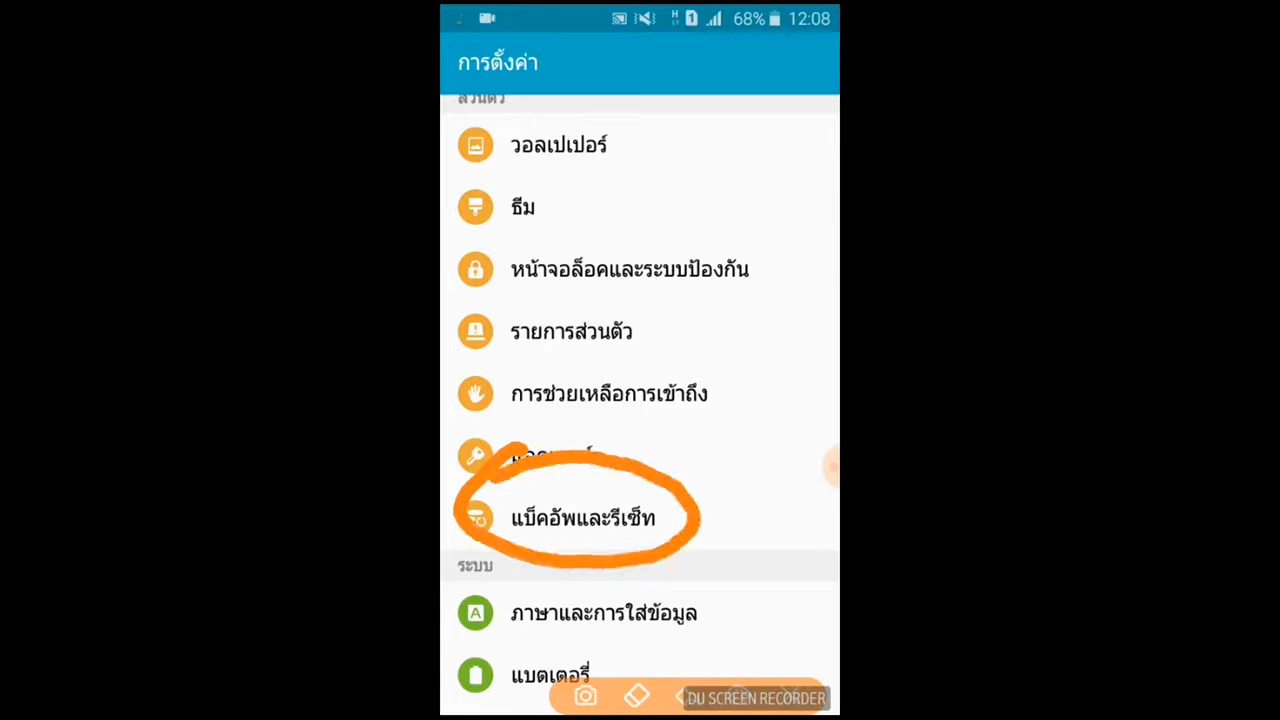 68% 12:08
การตั้งค่า
ส่วนตัว
วอลเปเปอร์
ธีม
หน้าจอล็อคและระบบป้องกัน
รายการส่วนตัว
การช่วยเหลือการเข้าถึง
แบ็คอัพและรีเซ็ท
ระบบ
ภาษาและการใส่ข้อมูล
แบตเตอรี่
DU SCREEN RECORDER